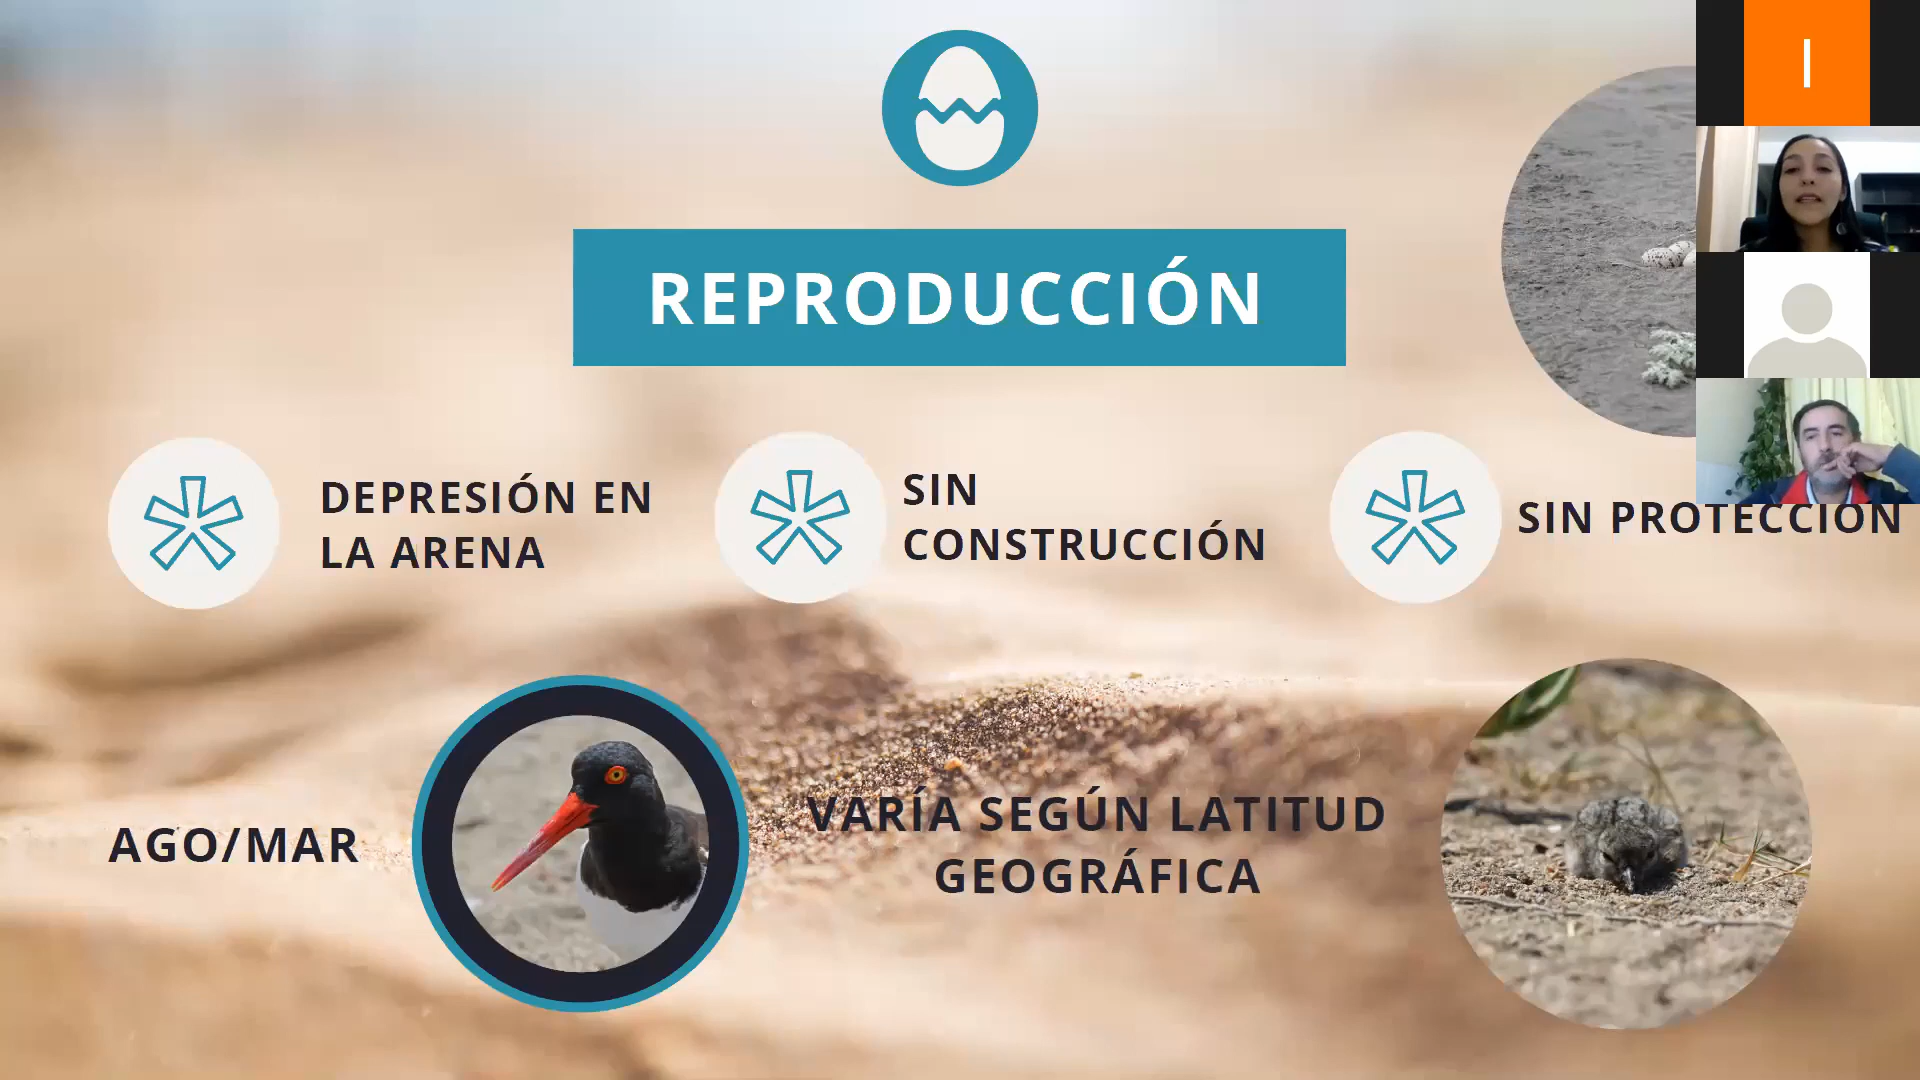 I
REPRODUCCIÓN
DEPRESIÓN EN
LA ARENA
SIN
CONSTRUCCIÓN
SIN PROTECCIÓN
AGO/MAR
VARÍA SEGÚN LATITUD
GEOGRÁFICA